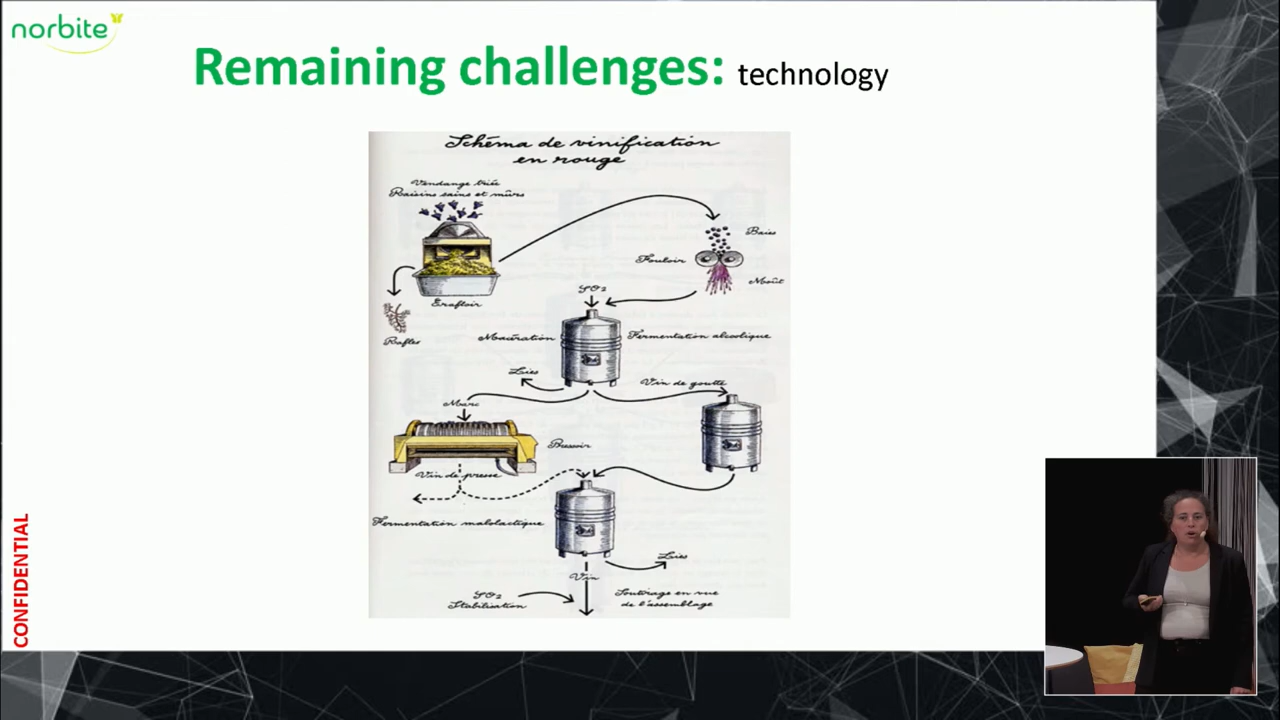 norbite
Remaining challenges: technology
Schéma de vinification
en rouge
Vendange triée
Raisins sains et mûrs
Baies
Fouloir
Moût
SO2
Érafloir
Rafles
Macération
Fermentation alcoolique
Lies
Vin de goutte
Marc
Pressoir
Vin de presse
Fermentation malolactique
Lies
Vin
SO2
Stabilisation
Soutirage en vue
de l'assemblage
CONFIDENTIAL